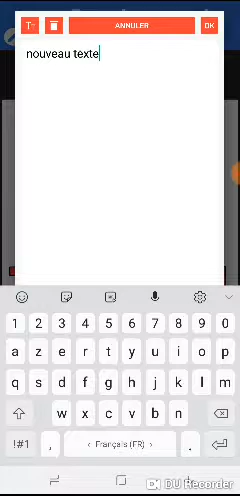 T ANNULER OK
nouveau texte
1 2 3 4 5 6 7 8 9 0
a z e r t y u i o p
q s d f g h j k l m
w x c v b n
!#1 , < Français (FR) > .
DU Recorder